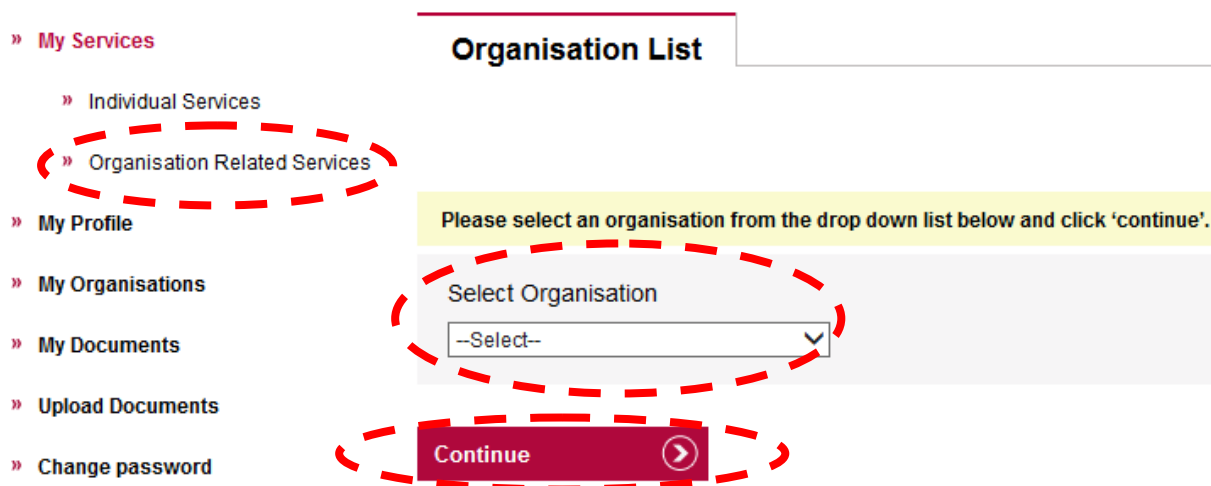 » My Services
» Individual Services
» Organisation Related Services
» My Profile
» My Organisations
» My Documents
» Upload Documents
» Change password
Organisation List
Please select an organisation from the drop down list below and click ‘continue’.
Select Organisation
--Select--
Continue